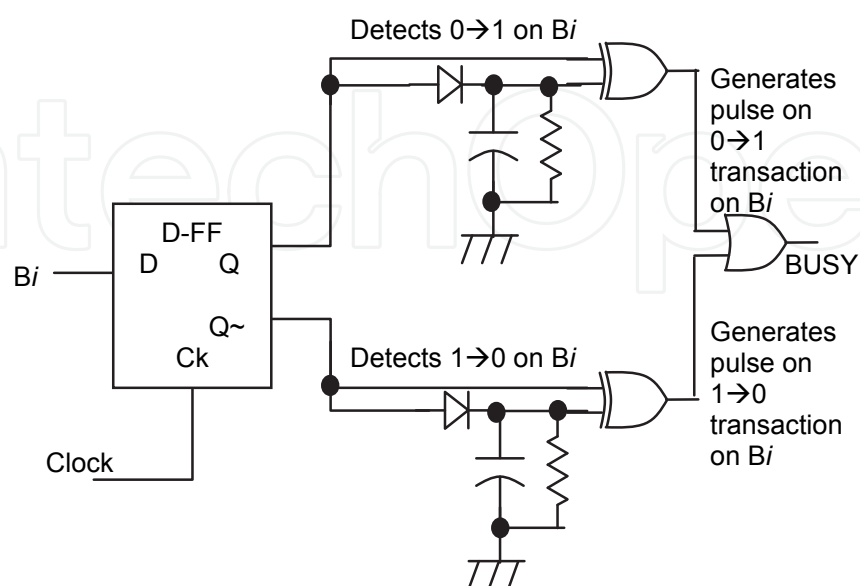 Detects 0→1 on Bi
Generates
pulse on
0→1
transaction
on Bi
D-FF
D Q
Bi
BUSY
Q~
Ck
Detects 1→0 on Bi
Generates
pulse on
1→0
transaction
on Bi
Clock